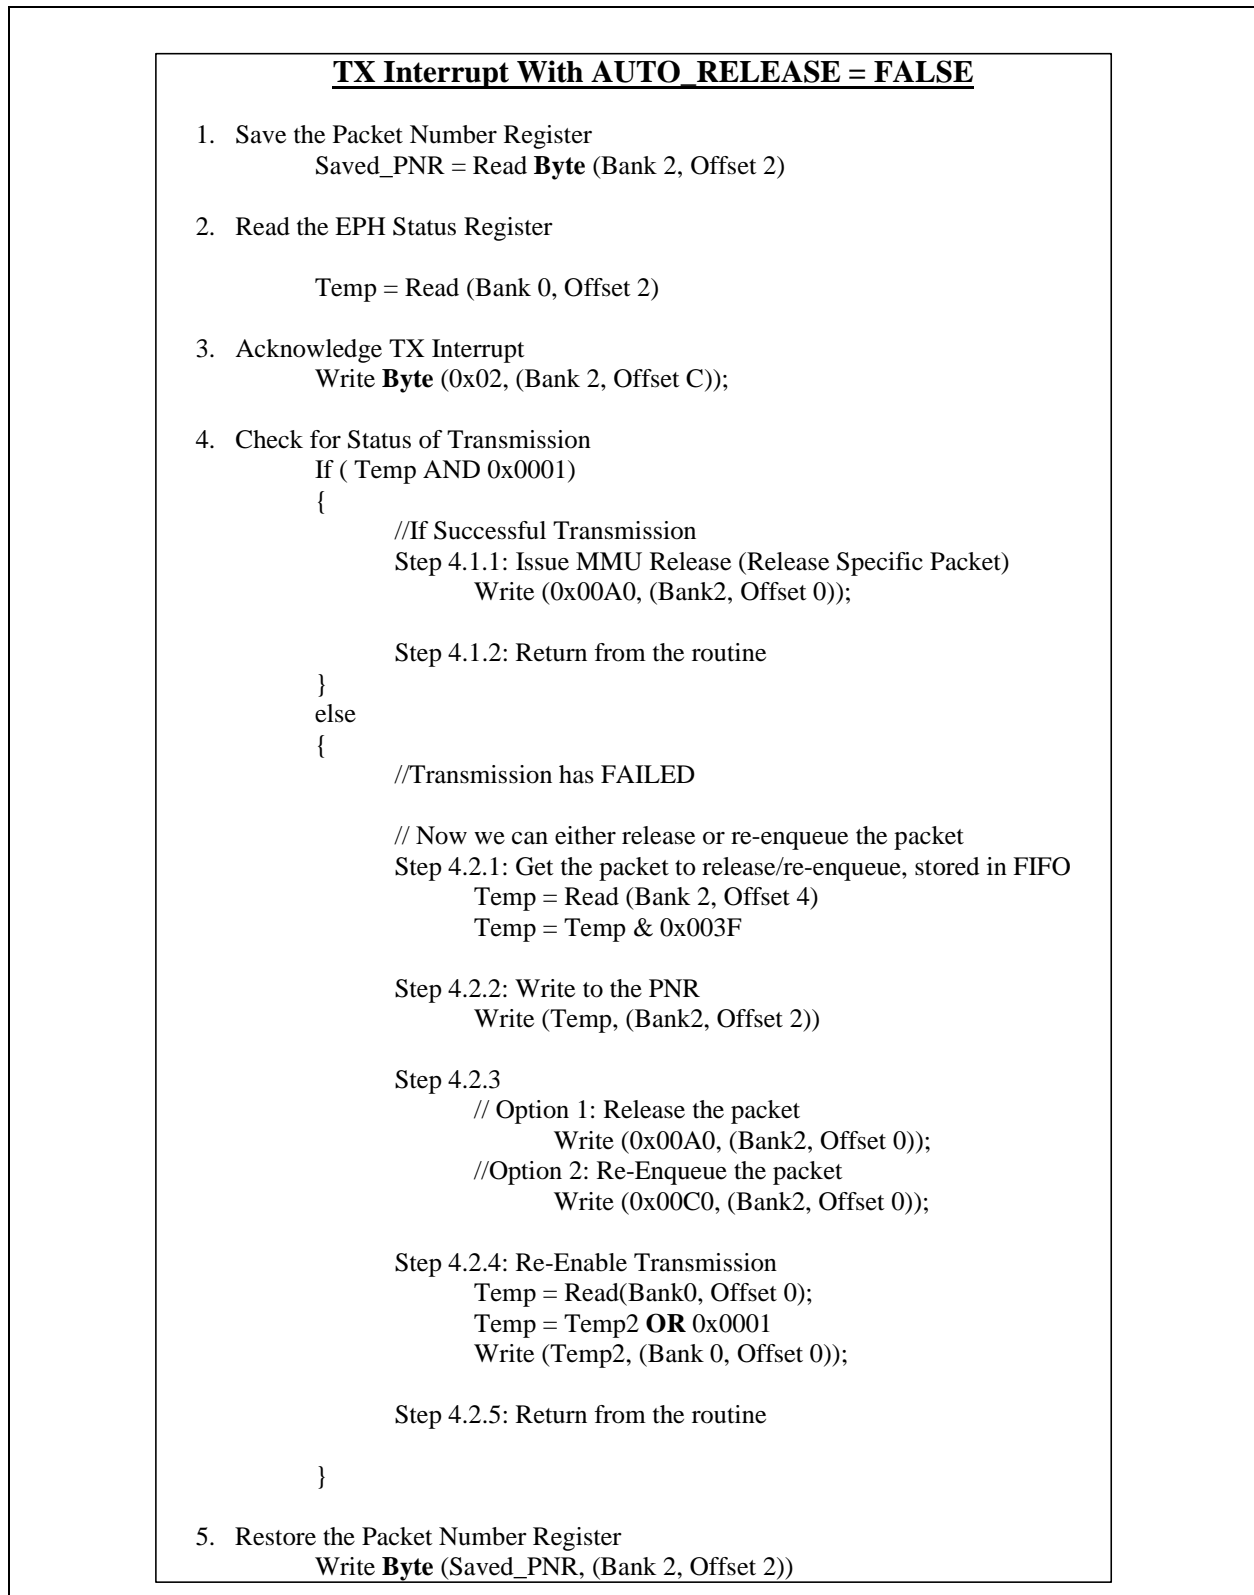 TX Interrupt With AUTO_RELEASE = FALSE
1. Save the Packet Number Register
Saved_PNR = Read Byte (Bank 2, Offset 2)
2. Read the EPH Status Register
Temp = Read (Bank 0, Offset 2)
3. Acknowledge TX Interrupt
Write Byte (0x02, (Bank 2, Offset C));
4. Check for Status of Transmission
If ( Temp AND 0x0001)
{
//If Successful Transmission
Step 4.1.1: Issue MMU Release (Release Specific Packet)
Write (0x00A0, (Bank2, Offset 0));
Step 4.1.2: Return from the routine
}
else
{
//Transmission has FAILED
// Now we can either release or re-enqueue the packet
Step 4.2.1: Get the packet to release/re-enqueue, stored in FIFO
Temp = Read (Bank 2, Offset 4)
Temp = Temp & 0x003F
Step 4.2.2: Write to the PNR
Write (Temp, (Bank2, Offset 2))
Step 4.2.3
// Option 1: Release the packet
Write (0x00A0, (Bank2, Offset 0));
//Option 2: Re-Enqueue the packet
Write (0x00C0, (Bank2, Offset 0));
Step 4.2.4: Re-Enable Transmission
Temp = Read(Bank0, Offset 0);
Temp = Temp2 OR 0x0001
Write (Temp2, (Bank 0, Offset 0));
Step 4.2.5: Return from the routine
}
5. Restore the Packet Number Register
Write Byte (Saved_PNR, (Bank 2, Offset 2))